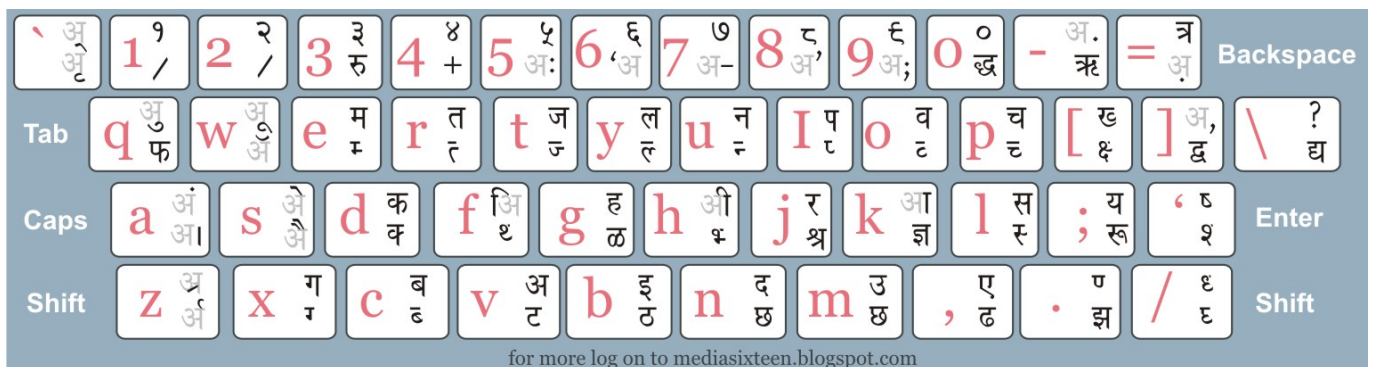 ` अ १ २ ३ ४ ५ ६ ७ ८ ९ ० अ. त्र
अृ 1 / 2 / 3 रु 4 + 5 अः 6 ‘अ 7 अ- 8 अ’ 9 अ; 0 द्ध - ऋ = अ़ Backspace
Tab q अु फ w अू अॅ e म म्‍ r त त्‍ t ज ज्‍ y ल ल्‍ u न न्‍ I प प्‍ o व व्‍ p च च्‍ [ ख् क्ष् ] अ, द्व \ ? द्य
Caps a अं अ। s अे अै d क क्‍ f अि थ् g ह ळ h अी भ्‍ j र श्र k आ ज्ञ l स स्‍ ; य रू ‘ ष्‍ श्‍ Enter
Shift z अ्र र्अ x ग ग्‍ c ब ब्‍ v अ ट b इ ठ n द छ m उ छ , ए ढ . ण्‍ झ / ध्‍ घ्‍ Shift
for more log on to mediasixteen.blogspot.com